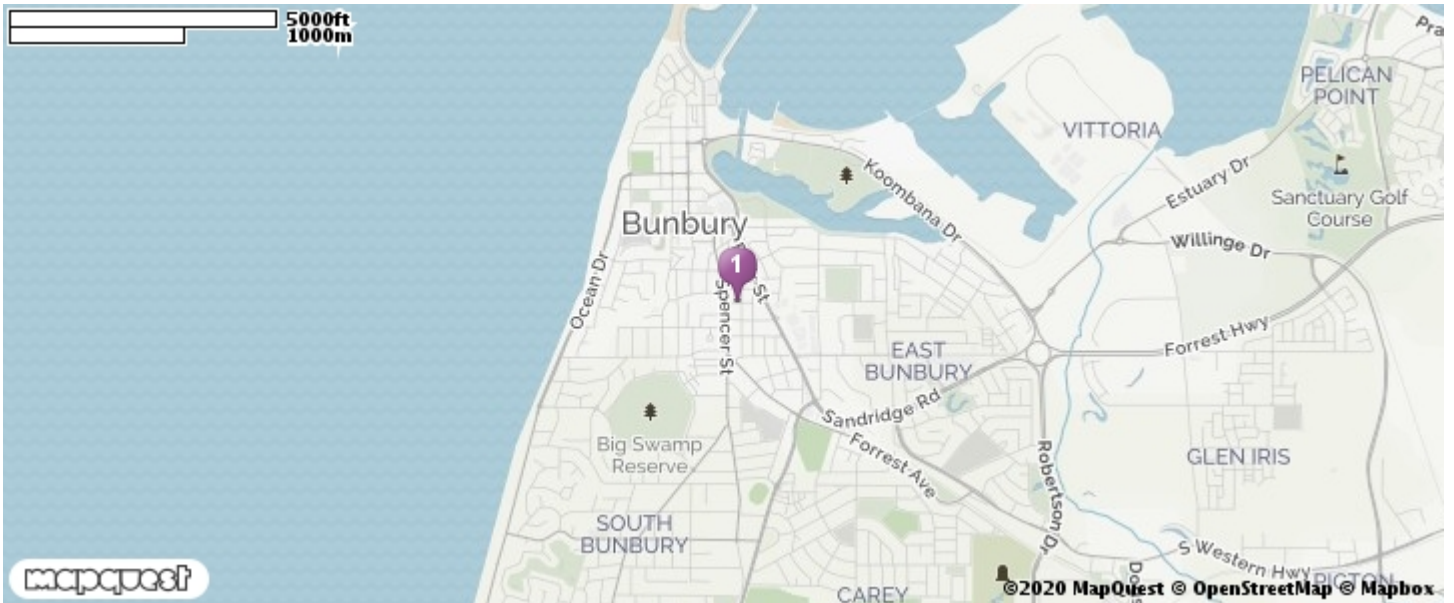 5000ft
1000m
Pra
PELICAN
POINT
VITTORIA
Koombana Dr
Estuary Dr
Sanctuary Golf
Course
Bunbury
Willinge Dr
Ocean Dr
1
St
Spencer St
Forrest Hwy
EAST
BUNBURY
Sandridge Rd
Big Swamp
Reserve
Forrest Ave
Robertson Dr
GLEN IRIS
SOUTH
BUNBURY
S Western Hwy
PICTON
mapquest
CAREY
©2020 MapQuest © OpenStreetMap © Mapbox